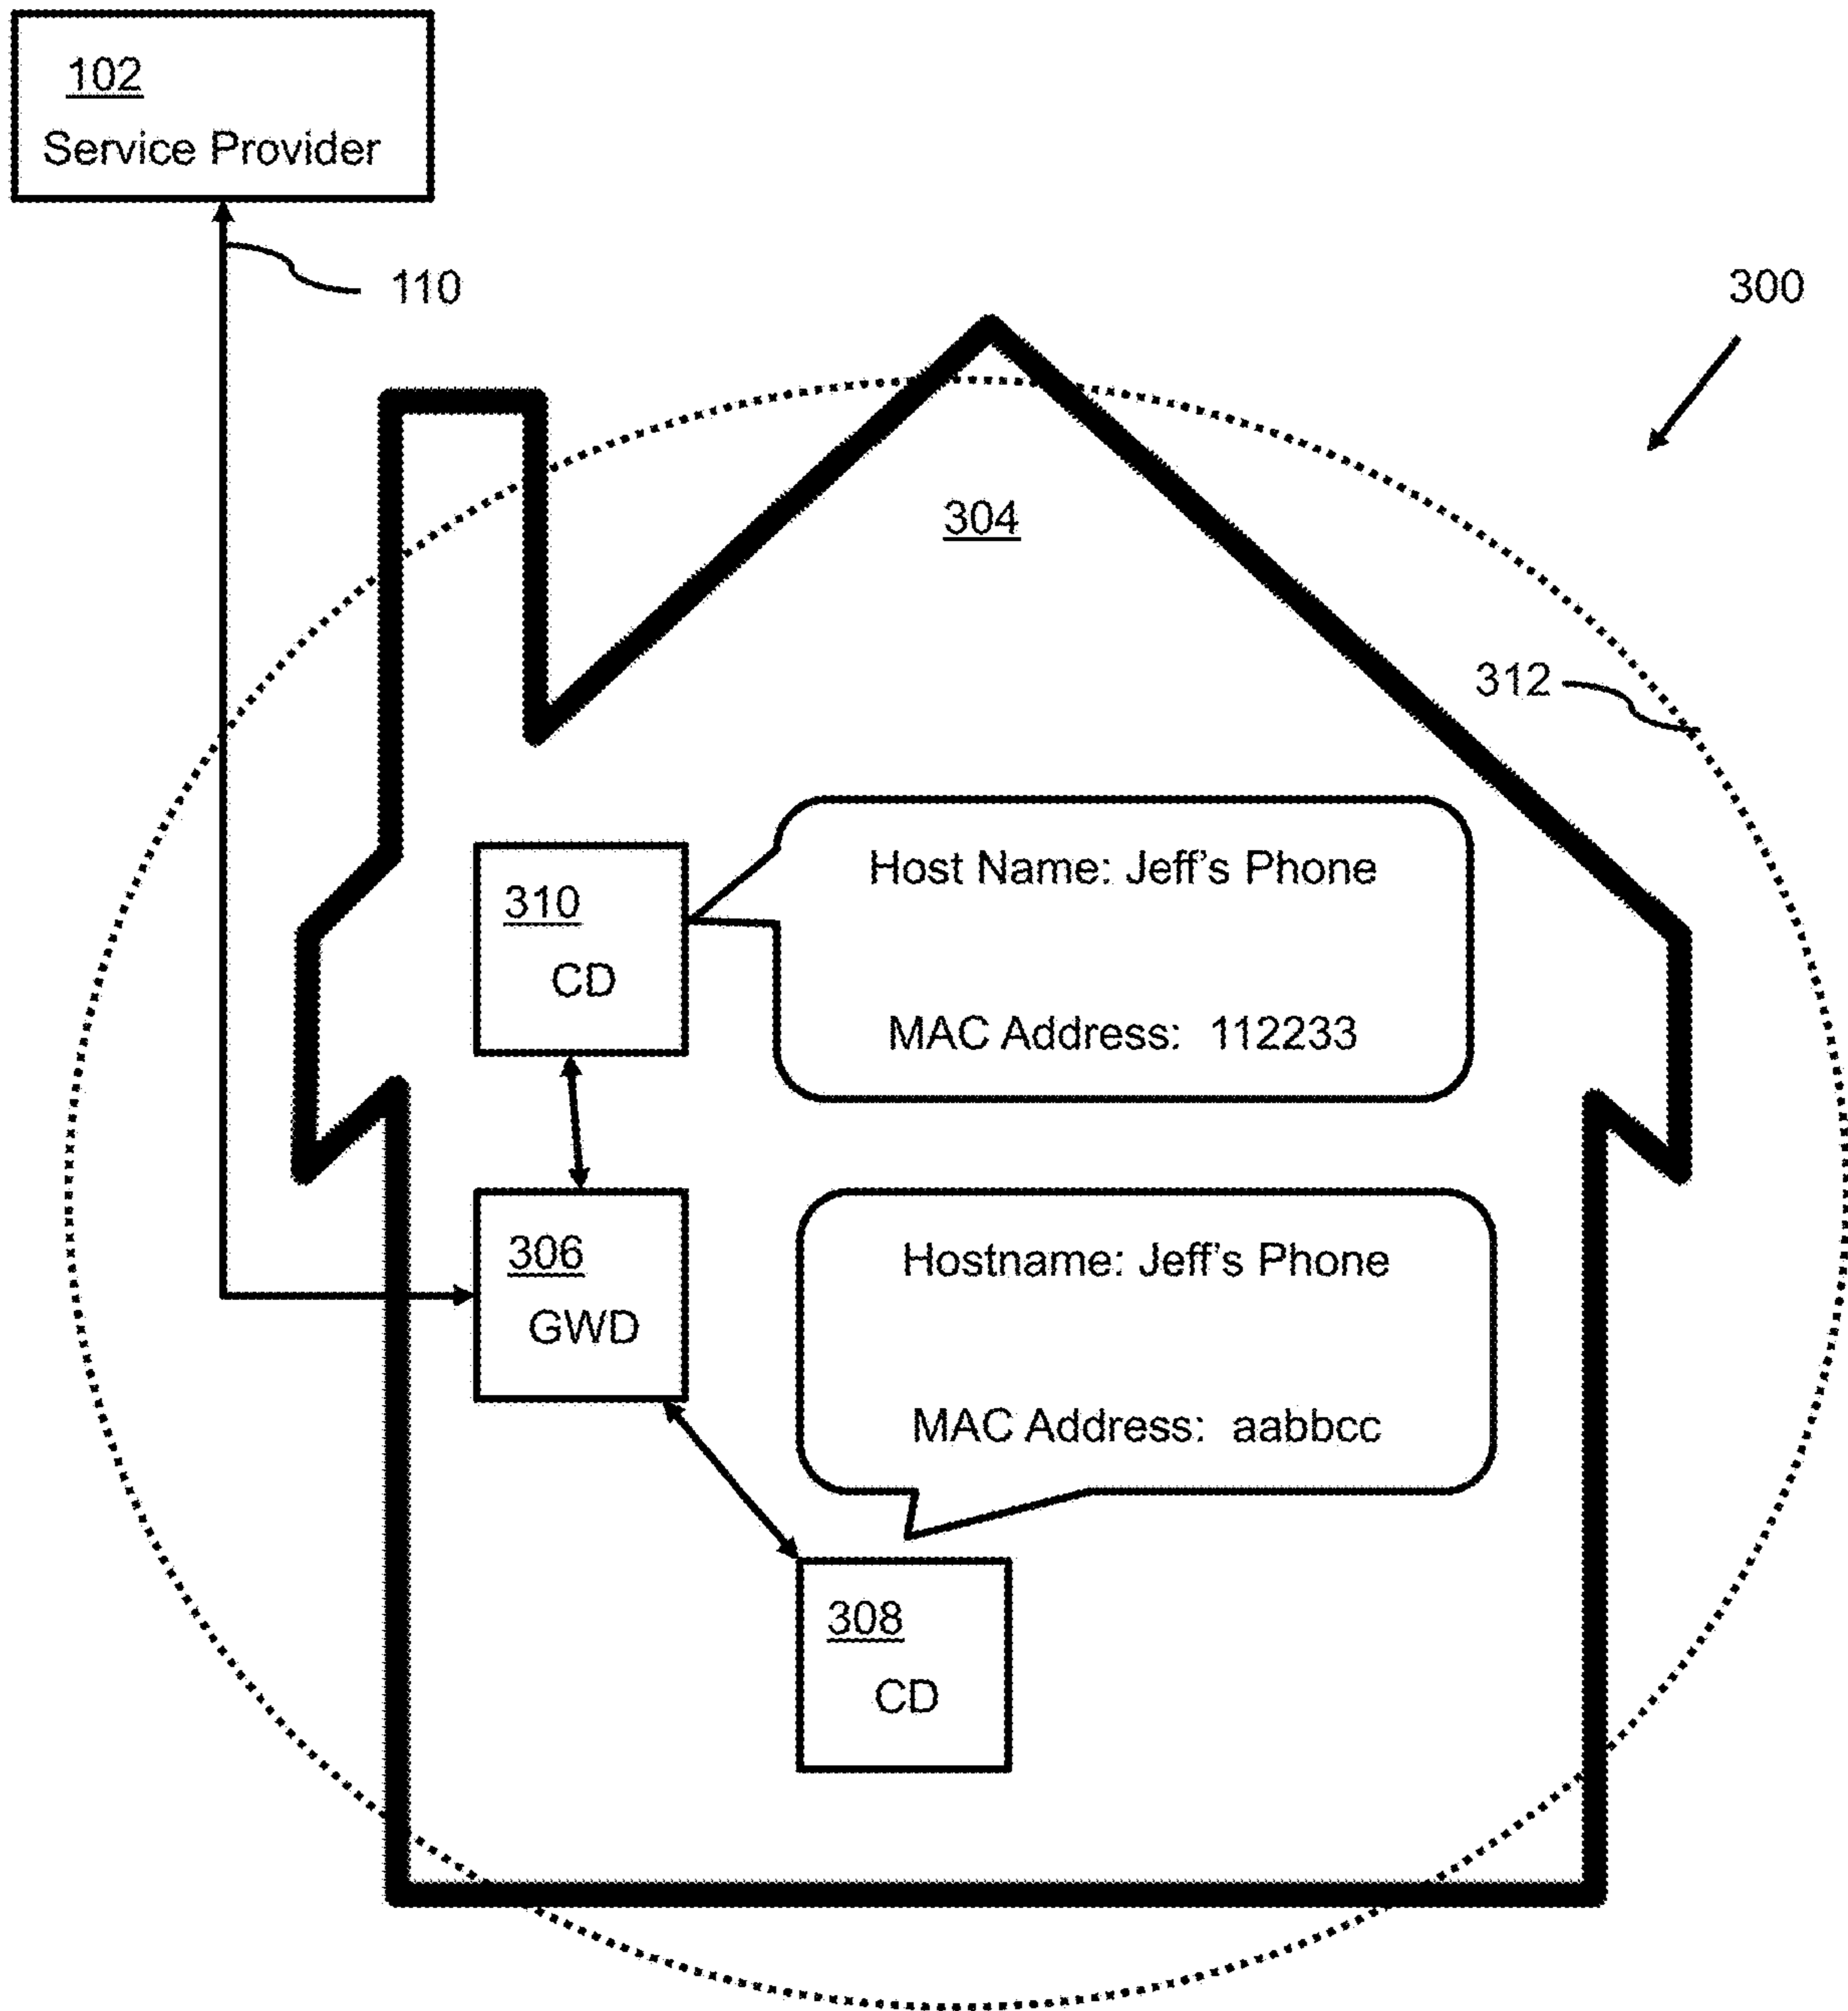 102
Service Provider
110
300
304
312
310
CD
Host Name: Jeff's Phone
MAC Address: 112233
306
GWD
Hostname: Jeff's Phone
MAC Address: aabbcc
308
CD